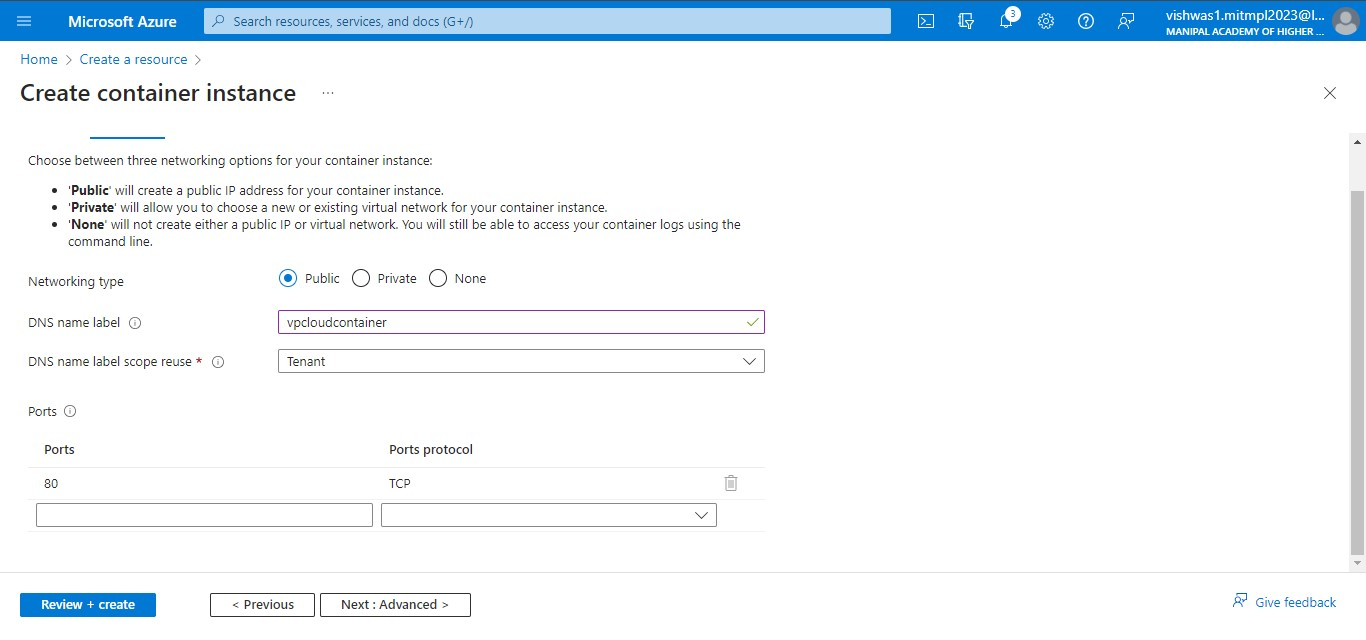 Microsoft Azure
Search resources, services, and docs (G+/)
3
vishwas1.mitmpl2023@l...
MANIPAL ACADEMY OF HIGHER ...
Home > Create a resource >
Create container instance ...
Choose between three networking options for your container instance:
• 'Public' will create a public IP address for your container instance.
• 'Private' will allow you to choose a new or existing virtual network for your container instance.
• 'None' will not create either a public IP or virtual network. You will still be able to access your container logs using the
command line.
Networking type
Public Private None
DNS name label
vpcloudcontainer
DNS name label scope reuse *
Tenant
Ports
Ports Ports protocol
80 TCP
Review + create
< Previous
Next : Advanced >
Give feedback